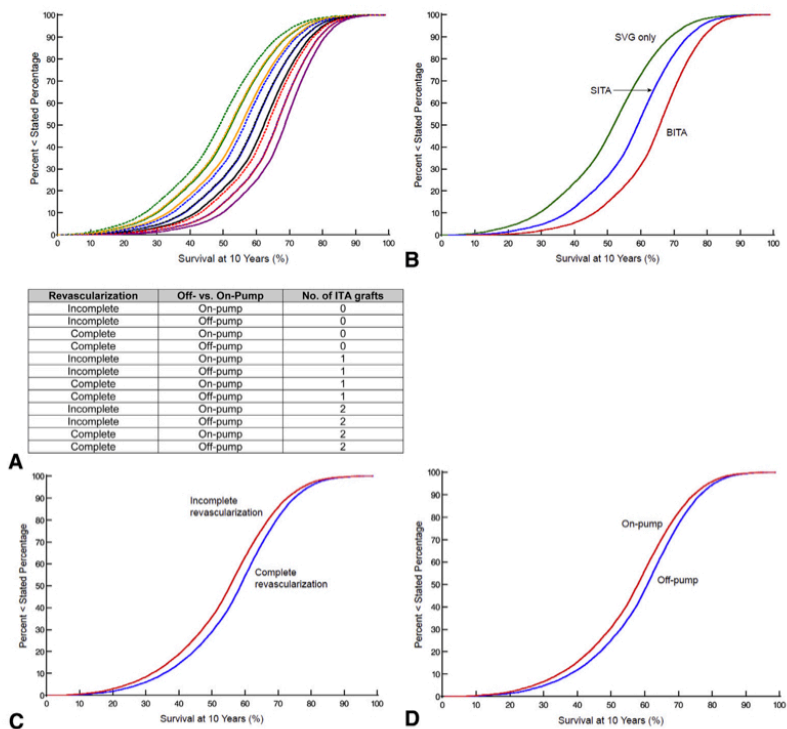 Percent < Stated Percentage
100
90
80
70
60
50
40
30
20
10
0
0 10 20 30 40 50 60 70 80 90 100
Survival at 10 Years (%)
Percent < Stated Percentage
100
90
80
70
60
50
40
30
20
10
0
SVG only
SITA
BITA
0 10 20 30 40 50 60 70 80 90 100
Survival at 10 Years (%)
B
Revascularization Off- vs. On-Pump No. of ITA grafts
Incomplete On-pump 0
Incomplete Off-pump 0
Complete On-pump 0
Complete Off-pump 0
Incomplete On-pump 1
Incomplete Off-pump 1
Complete On-pump 1
Complete Off-pump 1
Incomplete On-pump 2
Incomplete Off-pump 2
Complete On-pump 2
Complete Off-pump 2
A
Percent < Stated Percentage
100
90
80
70
60
50
40
30
20
10
0
Incomplete
revascularization
Complete
revascularization
0 10 20 30 40 50 60 70 80 90 100
Survival at 10 Years (%)
C
Percent < Stated Percentage
100
90
80
70
60
50
40
30
20
10
0
On-pump
Off-pump
0 10 20 30 40 50 60 70 80 90 100
Survival at 10 Years (%)
D